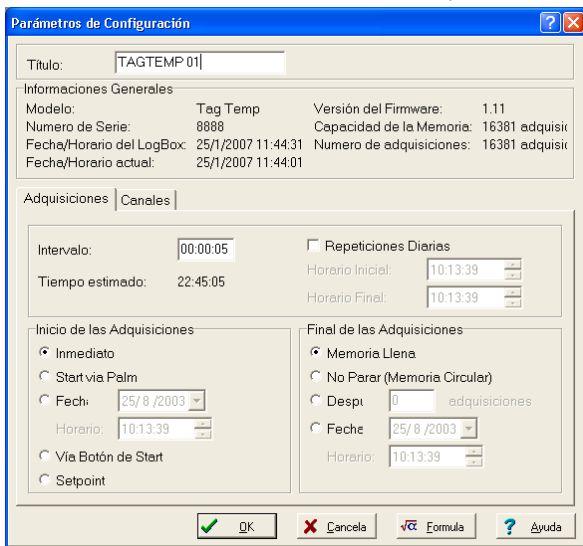 Parámetros de Configuración
Título: TAGTEMP 01
Informaciones Generales
Modelo: Tag Temp Versión del Firmware: 1.11
Numero de Serie: 8888 Capacidad de la Memoria: 16381 adquisic
Fecha/Horario del LogBox: 25/1/2007 11:44:31 Numero de adquisiciones: 16381 adquisic
Fecha/Horario actual: 25/1/2007 11:44:01
Adquisiciones Canales
Intervalo: 00:00:05 Repeticiones Diarias
Horario Inicial: 10:13:39
Tiempo estimado: 22:45:05
Horario Final: 10:13:39
Inicio de las Adquisiciones Final de las Adquisiciones
Inmediato Memoria Llena
Start via Palm No Parar (Memoria Circular)
Fech: 25/ 8 /2003 Despu 0 adquisiciones
Horario: 10:13:39 Fecha 25/ 8 /2003
Vía Botón de Start Horario: 10:13:39
Setpoint
OK Cancela √α Formula ? Ayuda